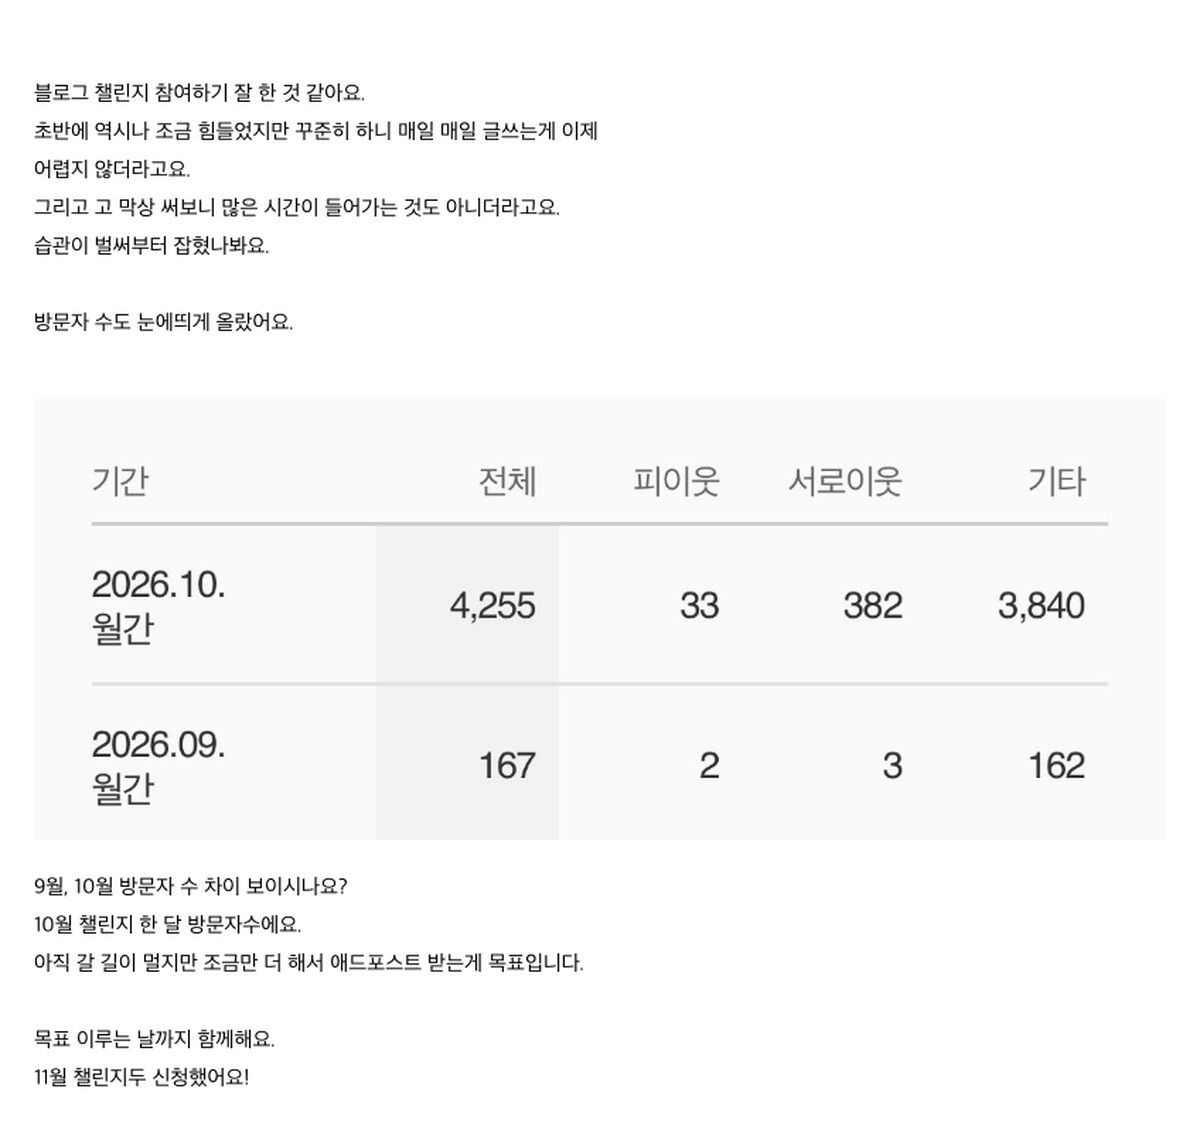 블로그 챌린지 참여하기 잘 한 것 같아요.
초반에 역시나 조금 힘들었지만 꾸준히 하니 매일 매일 글쓰는게 이제
어렵지 않더라고요.
그리고 고 막상 써보니 많은 시간이 들어가는 것도 아니더라고요.
습관이 벌써부터 잡혔나봐요.
방문자 수도 눈에띄게 올랐어요.
기간 전체 피이웃 서로이웃 기타
2026.10.
월간 4,255 33 382 3,840
2026.09.
월간 167 2 3 162
9월, 10월 방문자 수 차이 보이시나요?
10월 챌린지 한 달 방문자수에요.
아직 갈 길이 멀지만 조금만 더 해서 애드포스트 받는게 목표입니다.
목표 이루는 날까지 함께해요.
11월 챌린지두 신청했어요!